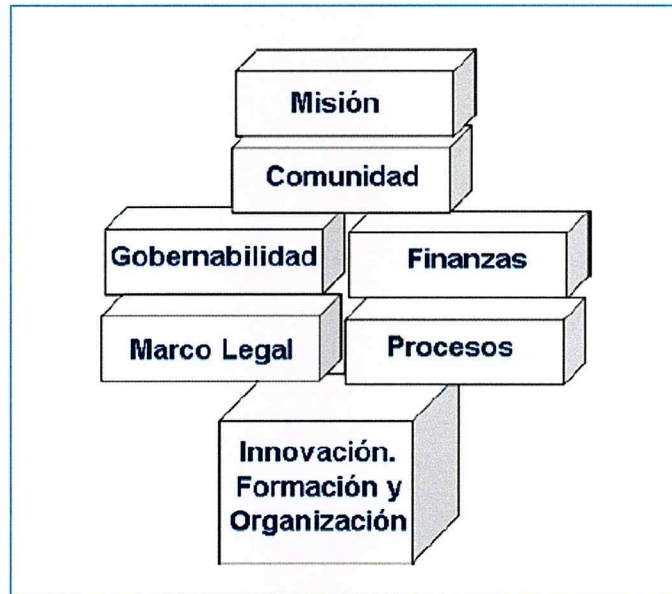 Misión
Comunidad
Gobernabilidad
Finanzas
Marco Legal
Procesos
Innovación.
Formación y
Organización